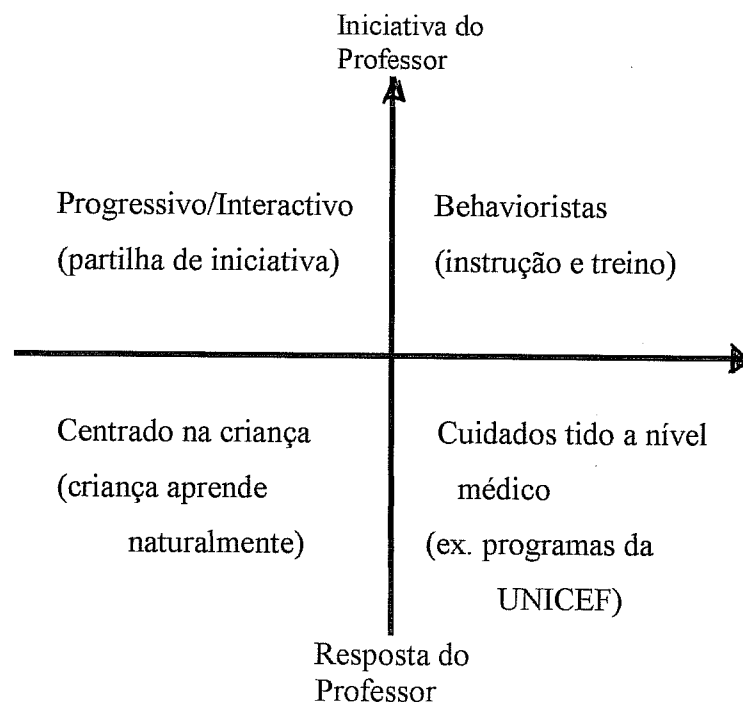 Iniciativa do
Professor
Progressivo/Interactivo
(partilha de iniciativa)
Behavioristas
(instrução e treino)
Centrado na criança
(criança aprende
naturalmente)
Cuidados tido a nível
médico
(ex. programas da
UNICEF)
Resposta do
Professor